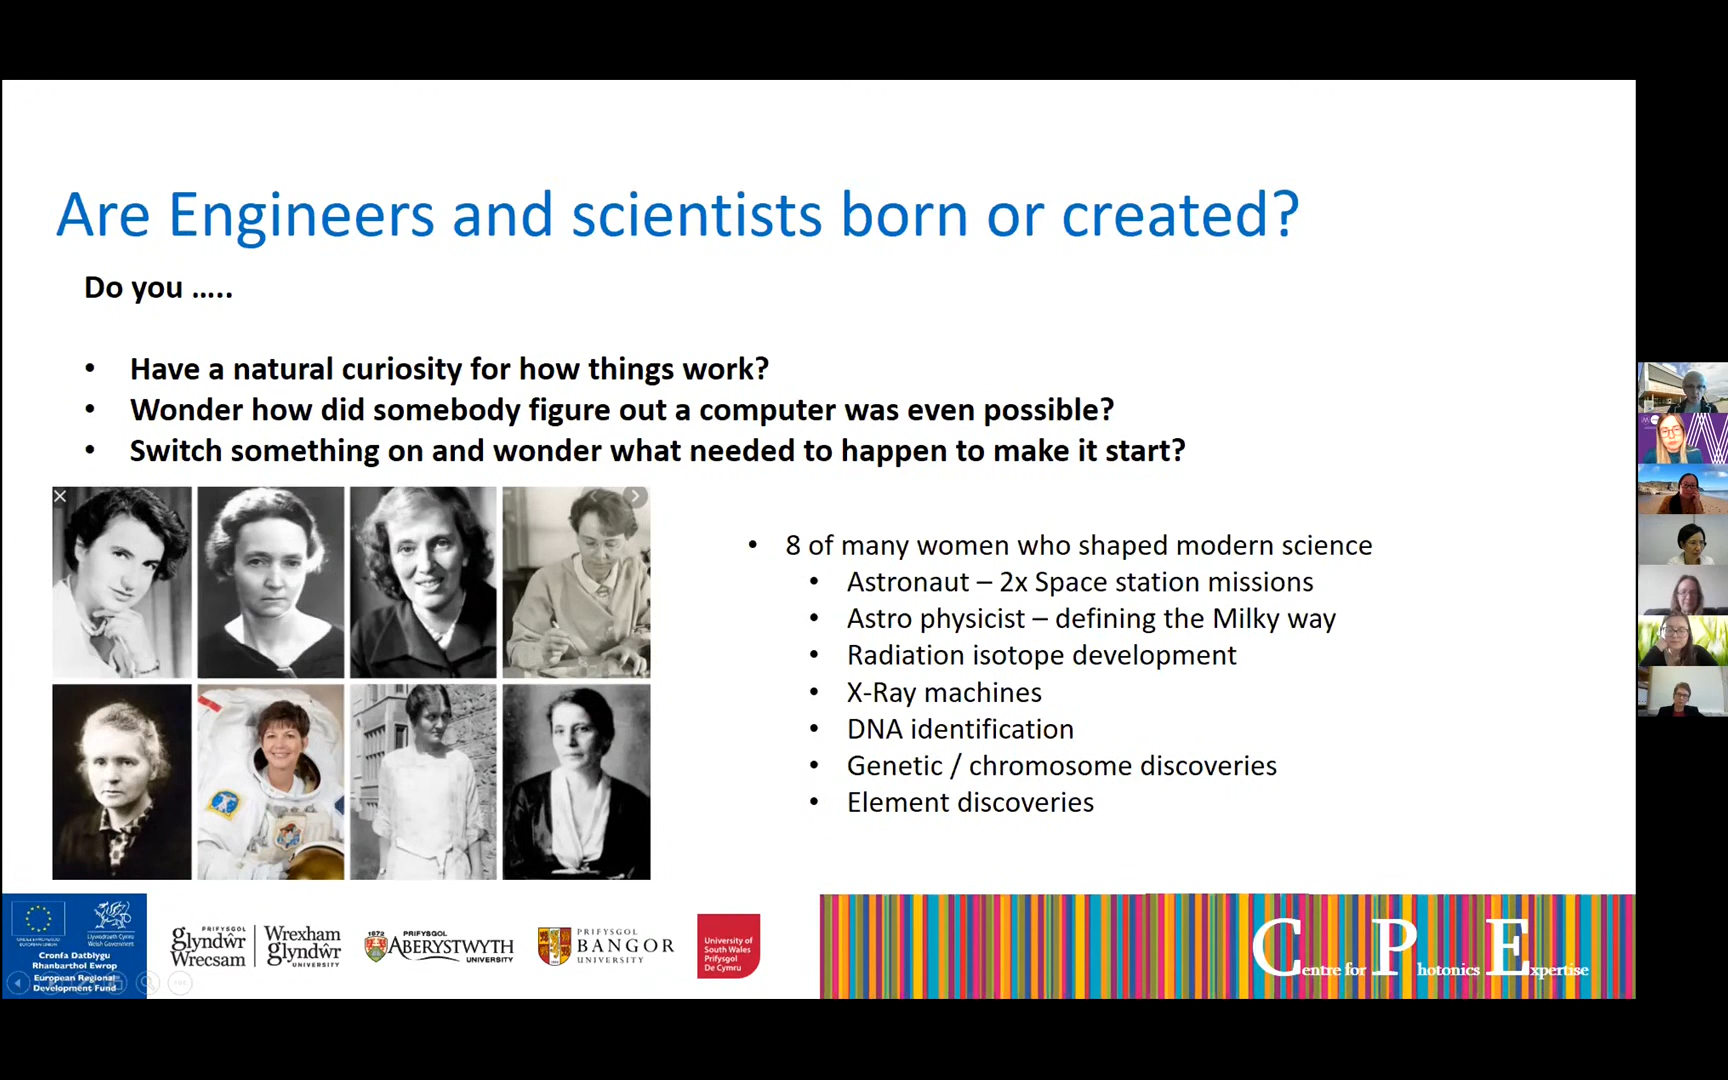 Are Engineers and scientists born or created?
Do you .....
• Have a natural curiosity for how things work?
• Wonder how did somebody figure out a computer was even possible?
• Switch something on and wonder what needed to happen to make it start?
• 8 of many women who shaped modern science
• Astronaut – 2x Space station missions
• Astro physicist – defining the Milky way
• Radiation isotope development
• X-Ray machines
• DNA identification
• Genetic / chromosome discoveries
• Element discoveries
Llywodraeth Cymru
Welsh Government
Cronfa Datblygu
Rhanbarthol Ewrop
European Regional
Development Fund
PRIFYSGOL
glyndŵr
Wrecsam
Wrexham
glyndŵr
UNIVERSITY
1872
PRIFYSGOL
ABERYSTWYTH
UNIVERSITY
PRIFYSGOL
BANGOR
UNIVERSITY
University of
South Wales
Prifysgol
De Cymru
Centre for Photonics Expertise